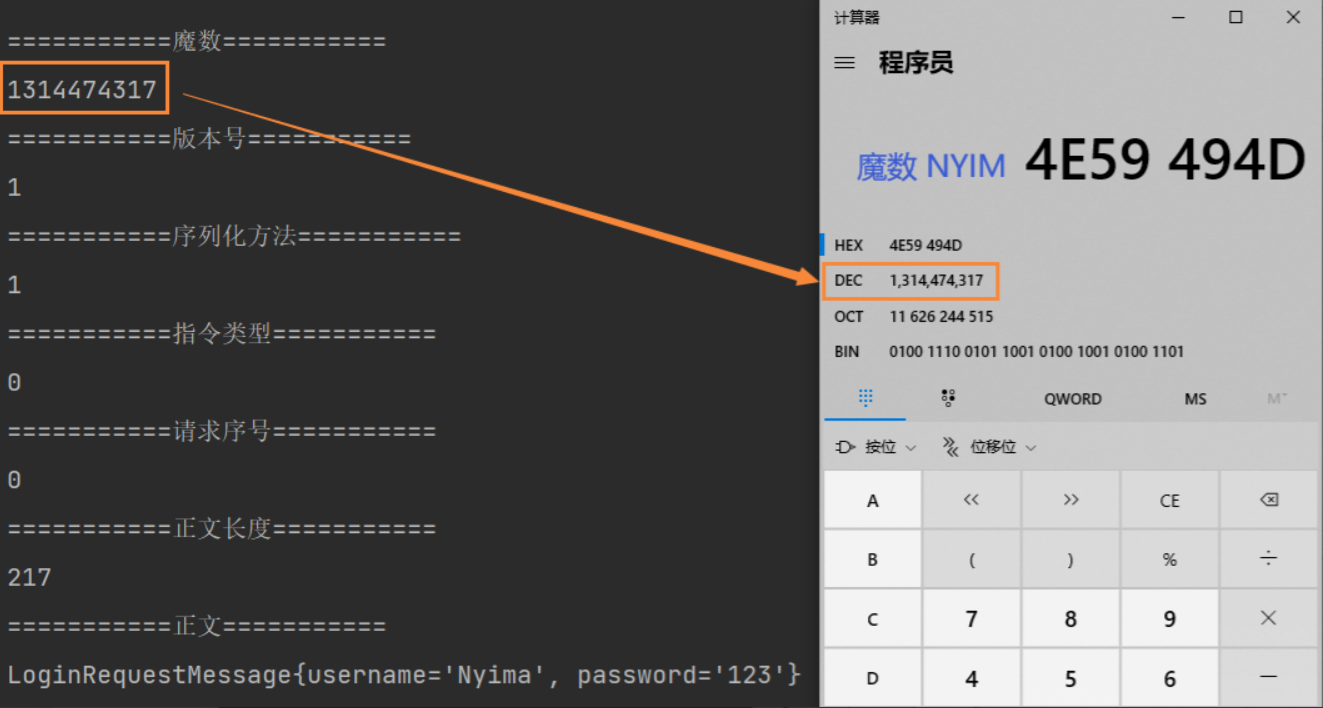 ===========魔数===========
1314474317
===========版本号===========
1
===========序列化方法===========
1
===========指令类型===========
0
===========请求序号===========
0
===========正文长度===========
217
===========正文===========
LoginRequestMessage{username='Nyima', password='123'}
计算器
程序员
魔数 NYIM 4E59 494D
HEX 4E59 494D
DEC 1,314,474,317
OCT 11 626 244 515
BIN 0100 1110 0101 1001 0100 1001 0100 1101
QWORD MS M˅
按位 位移位
A << >> CE
B ( ) % ÷
C 7 8 9 ×
D 4 5 6 −